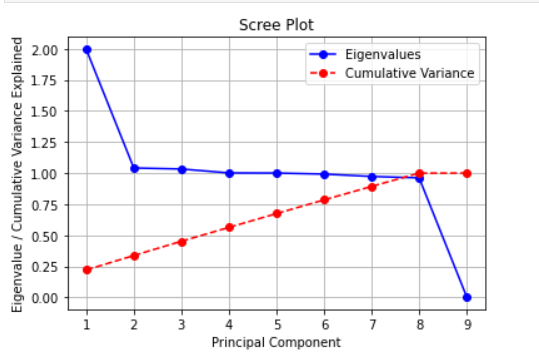 Scree Plot
Eigenvalue / Cumulative Variance Explained
2.00
1.75
1.50
1.25
1.00
0.75
0.50
0.25
0.00
Eigenvalues
Cumulative Variance
1 2 3 4 5 6 7 8 9
Principal Component